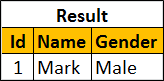 Result
Id Name Gender
1 Mark Male